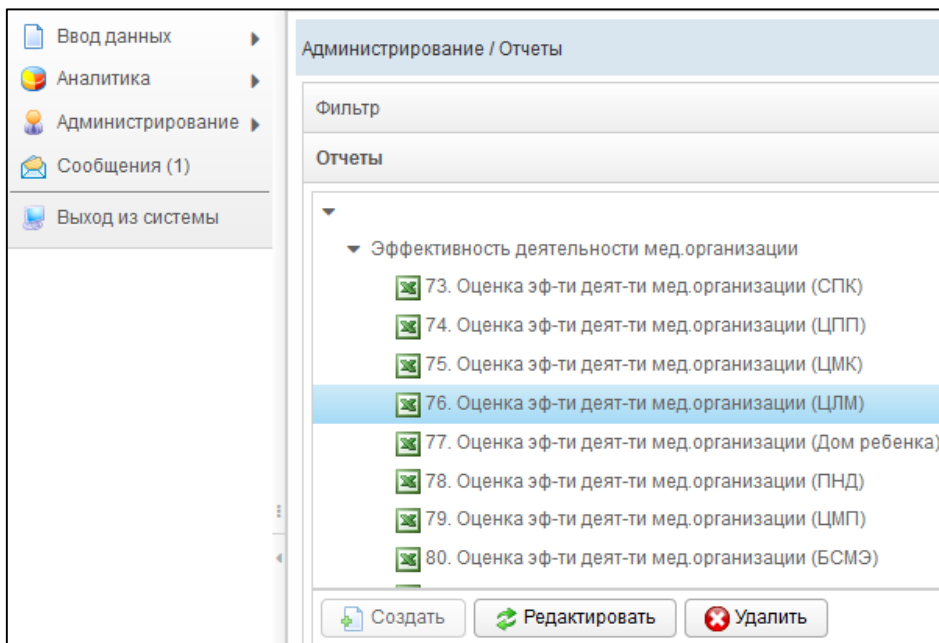 Ввод данных
Аналитика
Администрирование
Сообщения (1)
Выход из системы
Администрирование / Отчеты
Фильтр
Отчеты
Эффективность деятельности мед.организации
73. Оценка эф-ти деят-ти мед.организации (СПК)
74. Оценка эф-ти деят-ти мед.организации (ЦПП)
75. Оценка эф-ти деят-ти мед.организации (ЦМК)
76. Оценка эф-ти деят-ти мед.организации (ЦЛМ)
77. Оценка эф-ти деят-ти мед.организации (Дом ребенка)
78. Оценка эф-ти деят-ти мед.организации (ПНД)
79. Оценка эф-ти деят-ти мед.организации (ЦМП)
80. Оценка эф-ти деят-ти мед.организации (БСМЭ)
Создать Редактировать Удалить